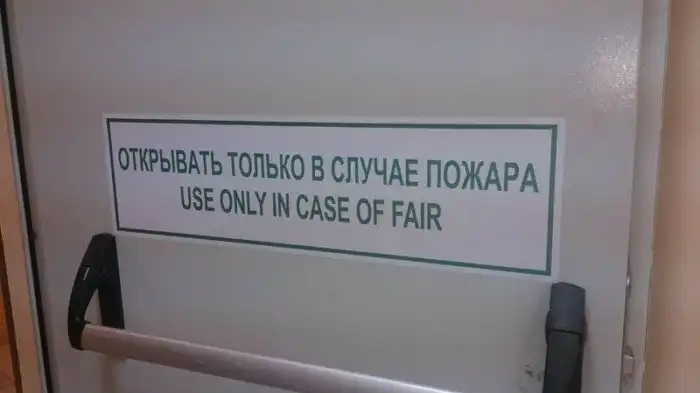 ОТКРЫВАТЬ ТОЛЬКО В СЛУЧАЕ ПОЖАРА
USE ONLY IN CASE OF FAIR